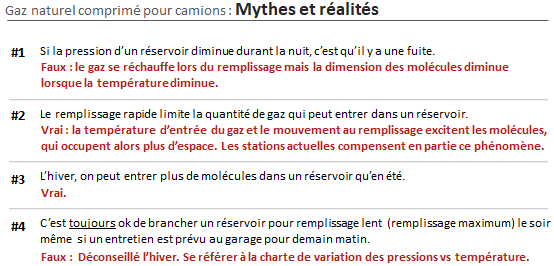 Gaz naturel comprimé pour camions : Mythes et réalités
#1 Si la pression d’un réservoir diminue durant la nuit, c’est qu’il y a une fuite.
Faux : le gaz se réchauffe lors du remplissage mais la dimension des molécules diminue
lorsque la température diminue.
#2 Le remplissage rapide limite la quantité de gaz qui peut entrer dans un réservoir.
Vrai : la température d’entrée du gaz et le mouvement au remplissage excitent les molécules,
qui occupent alors plus d’espace. Les stations actuelles compensent en partie ce phénomène.
#3 L’hiver, on peut entrer plus de molécules dans un réservoir qu’en été.
Vrai.
#4 C’est toujours ok de brancher un réservoir pour remplissage lent (remplissage maximum) le soir
même si un entretien est prévu au garage pour demain matin.
Faux : Déconseillé l’hiver. Se référer à la charte de variation des pressions vs température.